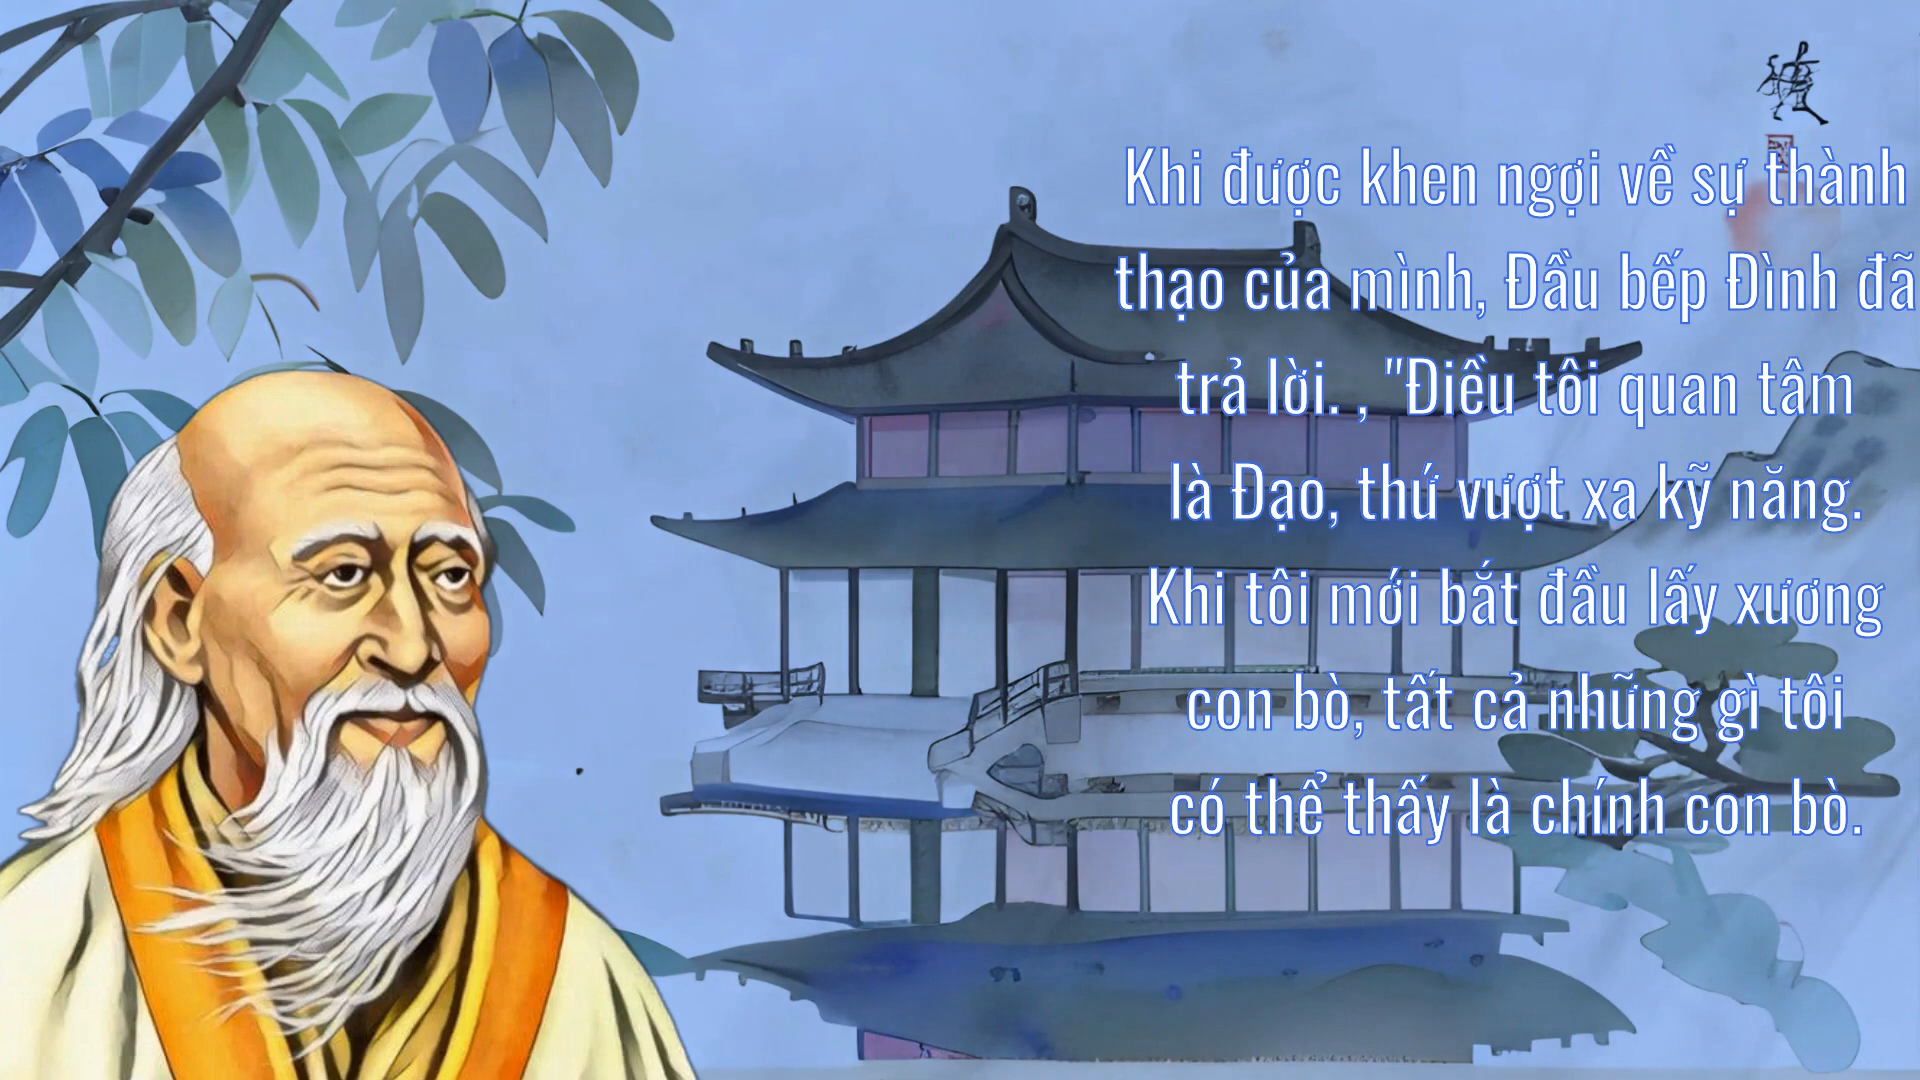 Khi được khen ngợi về sự thành
thạo của mình, Đầu bếp Đình đã
trả lời. , "Điều tôi quan tâm
là Đạo, thứ vượt xa kỹ năng.
Khi tôi mới bắt đầu lấy xương
con bò, tất cả những gì tôi
có thể thấy là chính con bò.